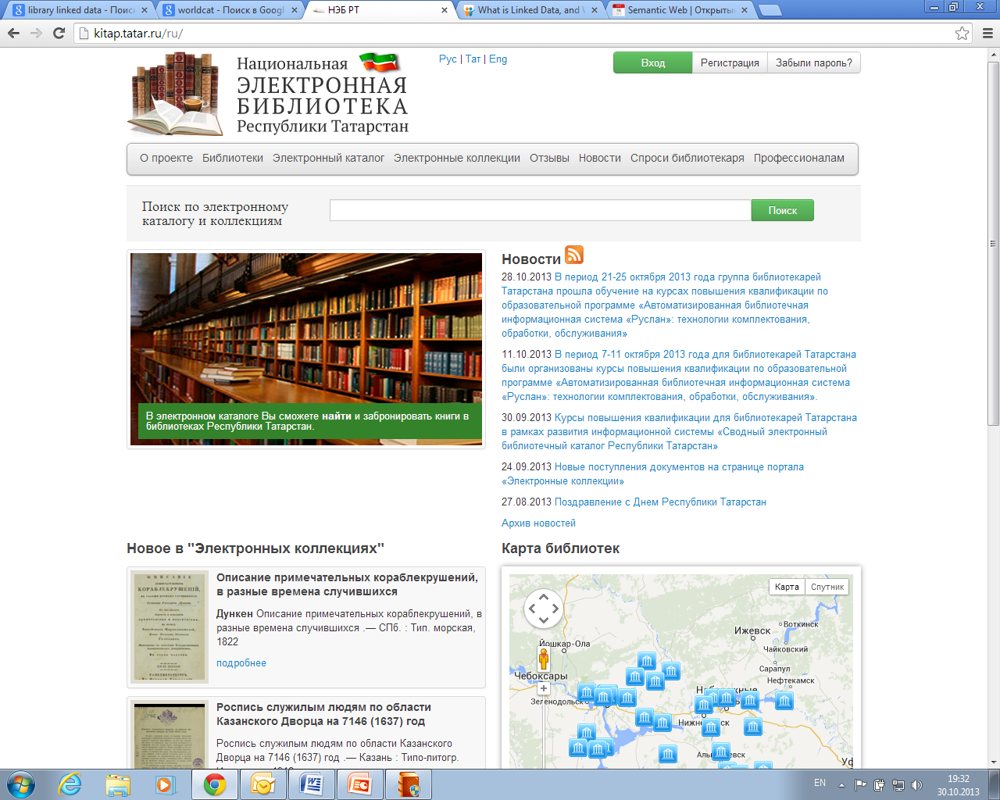 library linked data - Поис
worldcat - Поиск в Goog
НЭБ РТ
What is Linked Data, and
Semantic Web | Открыты
kitap.tatar.ru/ru/
Национальная
ЭЛЕКТРОННАЯ
БИБЛИОТЕКА
Республики Татарстан
Рус | Тат | Eng
Вход
Регистрация
Забыли пароль?
О проекте Библиотеки Электронный каталог Электронные коллекции Отзывы Новости Спроси библиотекаря Профессионалам
Поиск по электронному
каталогу и коллекциям
Поиск
В электронном каталоге Вы сможете найти и забронировать книги в
библиотеках Республики Татарстан.
Новости
28.10.2013 В период 21-25 октября 2013 года группа библиотекарей
Татарстана прошла обучение на курсах повышения квалификации по
образовательной программе «Автоматизированная библиотечная
информационная система «Руслан»: технологии комплектования,
обработки, обслуживания»
11.10.2013 В период 7-11 октября 2013 года для библиотекарей Татарстана
были организованы курсы повышения квалификации по образовательной
программе «Автоматизированная библиотечная информационная система
«Руслан»: технологии комплектования, обработки, обслуживания».
30.09.2013 Курсы повышения квалификации для библиотекарей Татарстана
в рамках развития информационной системы «Сводный электронный
библиотечный каталог Республики Татарстан»
24.09.2013 Новые поступления документов на странице портала
«Электронные коллекции»
27.08.2013 Поздравление с Днем Республики Татарстан
Архив новостей
Новое в "Электронных коллекциях"
ОПИСАНІЕ
КОРАБЛЕКРУШЕНІЙ,
Описание примечательных кораблекрушений,
в разные времена случившихся
Дункен Описание примечательных кораблекрушений, в
разные времена случившихся .— СПб. : Тип. морская,
1822
подробнее
Роспись служилым людям по области
Казанского Дворца на 7146 (1637) год
Роспись служилым людям по области Казанского
Дворца на 7146 (1637) год .— Казань : Типо-литогр.
Карта библиотек
Карта
Спутник
Ижевск
Воткинск
Чайковский
Йошкар-Ола
Сарапул
Чебоксары
Нефтекамск
Зеленодольск
EN
19:32
30.10.2013